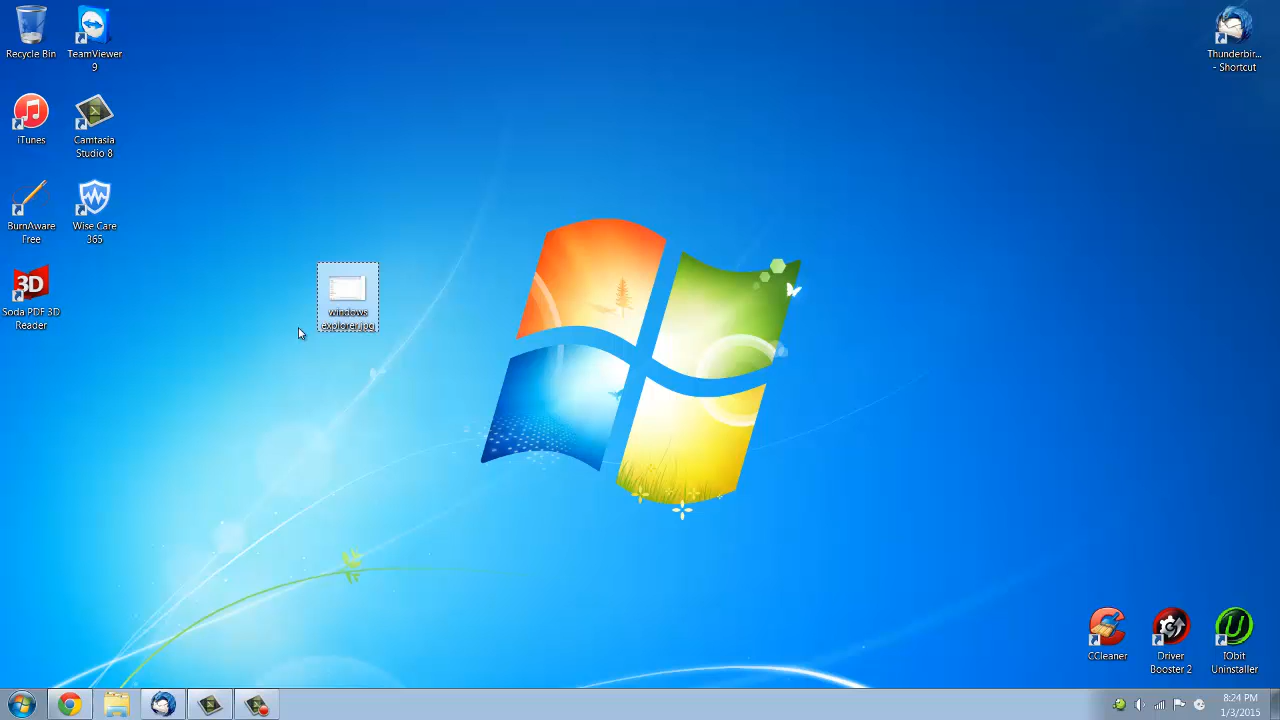 Recycle Bin
TeamViewer
9
iTunes
Camtasia
Studio 8
BurnAware
Free
Wise Care
365
3D
Soda PDF 3D
Reader
windows
explorer.jpg
Thunderbir...
- Shortcut
CCleaner
Driver
Booster 2
IObit
Uninstaller
8:24 PM
1/3/2015